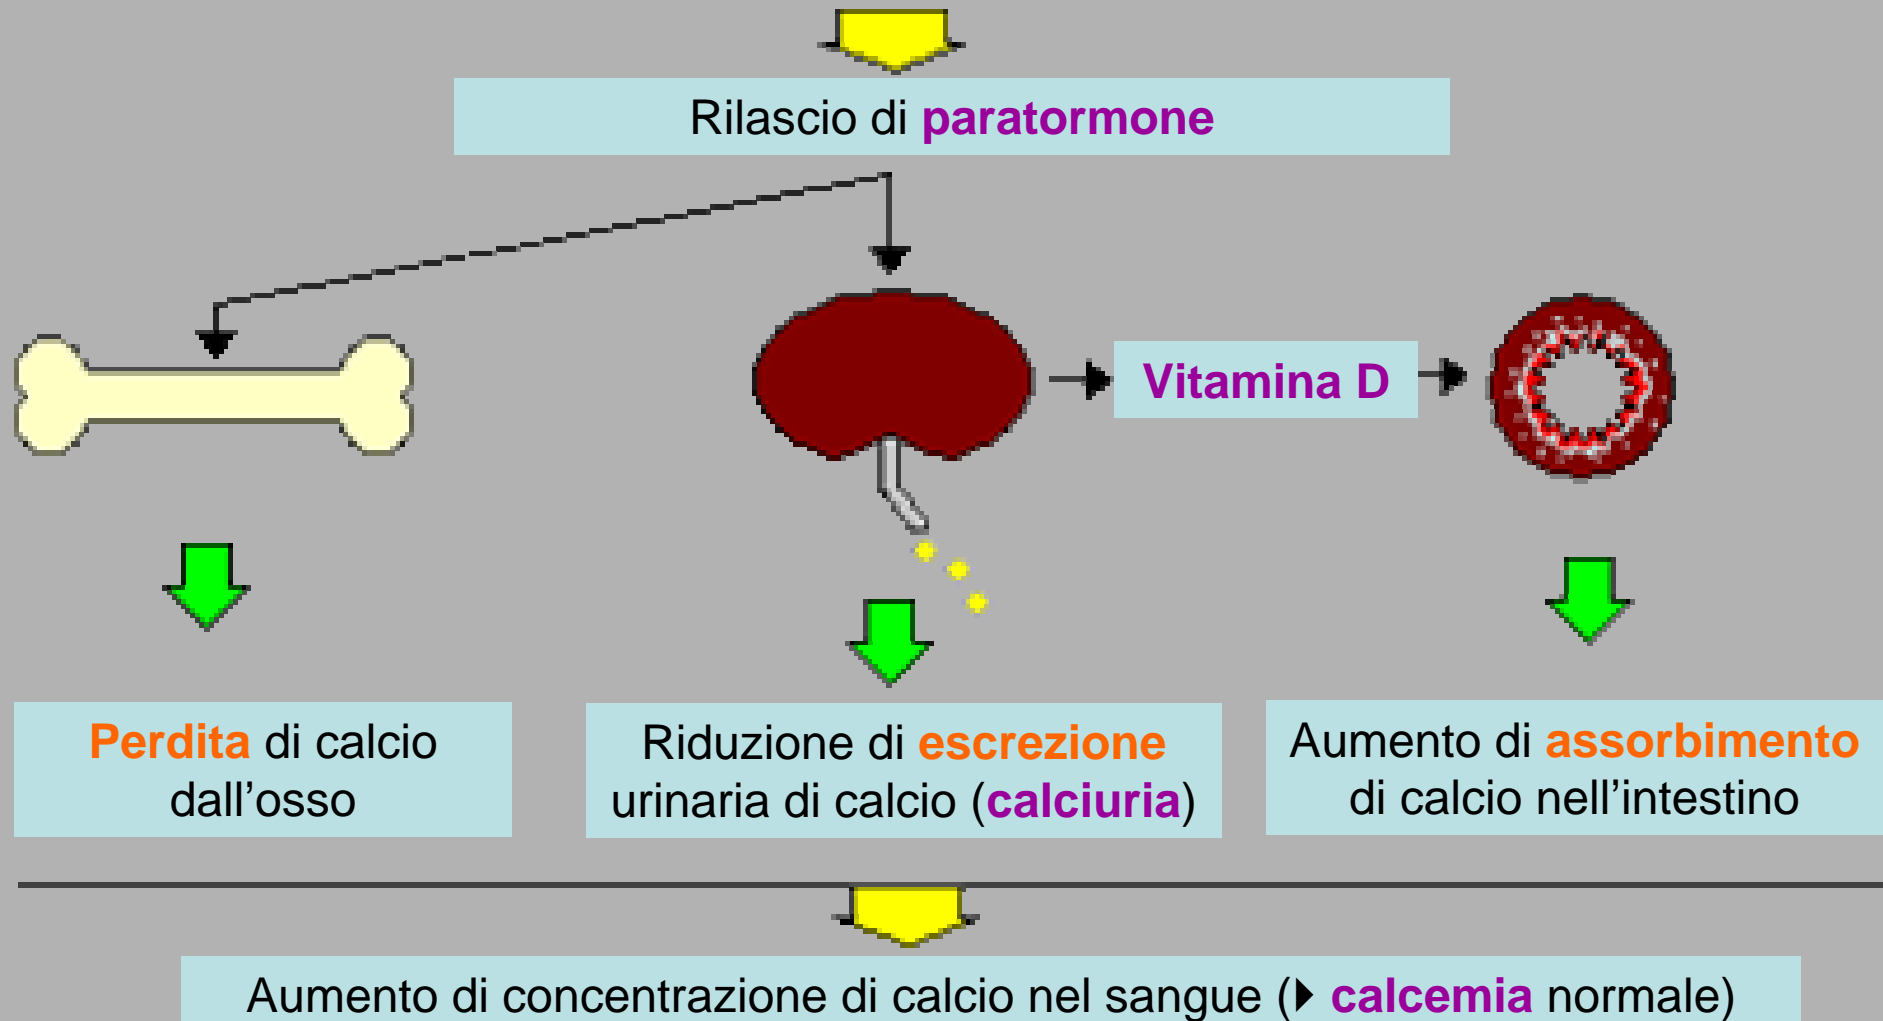 Rilascio di paratormone
Vitamina D
Perdita di calcio
dall'osso
Riduzione di escrezione
urinaria di calcio (calciuria)
Aumento di assorbimento
di calcio nell'intestino
Aumento di concentrazione di calcio nel sangue (▶ calcemia normale)